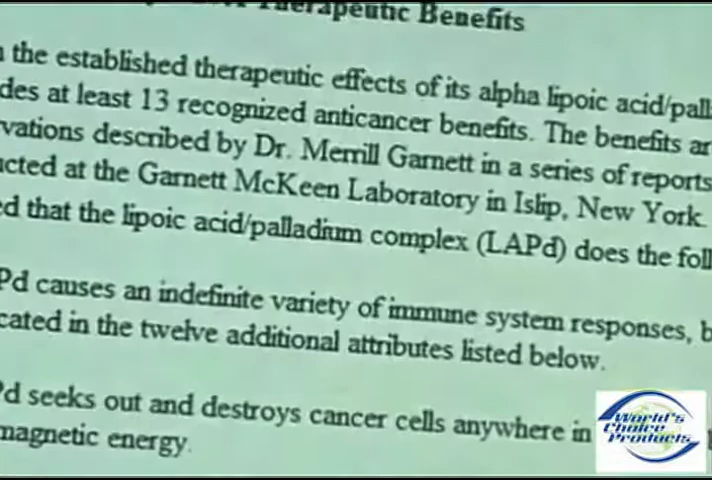 Therapeutic Benefits
the established therapeutic effects of its alpha lipoic acid/pall
des at least 13 recognized anticancer benefits. The benefits ar
vations described by Dr. Merrill Garnett in a series of reports
ucted at the Garnett McKeen Laboratory in Islip, New York.
ed that the lipoic acid/palladium complex (LAPd) does the foll
Pd causes an indefinite variety of immune system responses, b
cated in the twelve additional attributes listed below.
Pd seeks out and destroys cancer cells anywhere in
magnetic energy.
World's
Choice
Products